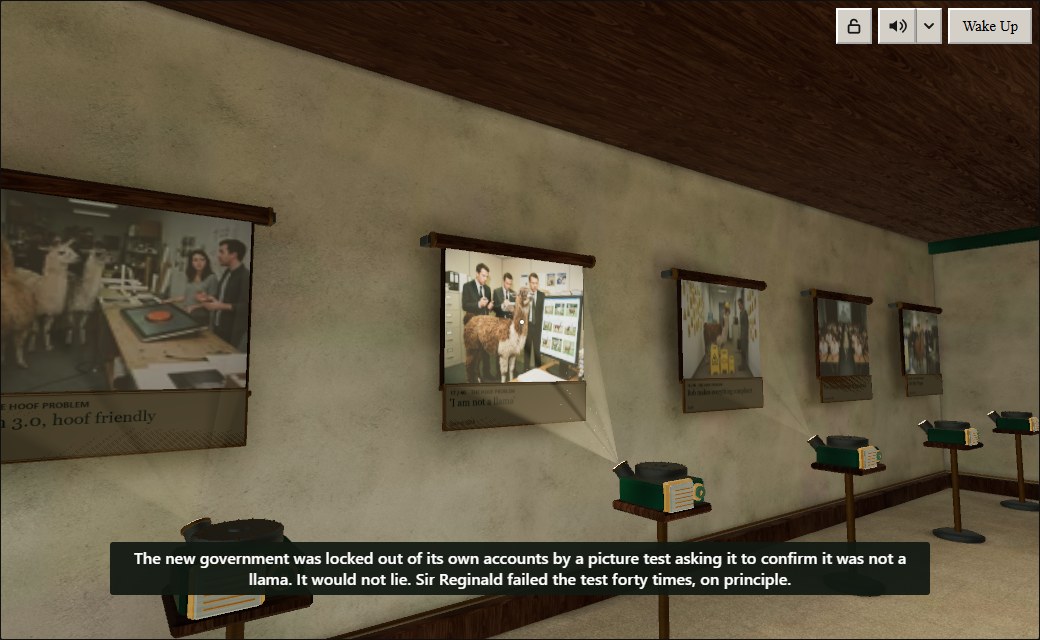 Wake Up
E HOOF PROBLEM
3.0, hoof friendly
'I am not a llama'
The new government was locked out of its own accounts by a picture test asking it to confirm it was not a
llama. It would not lie. Sir Reginald failed the test forty times, on principle.